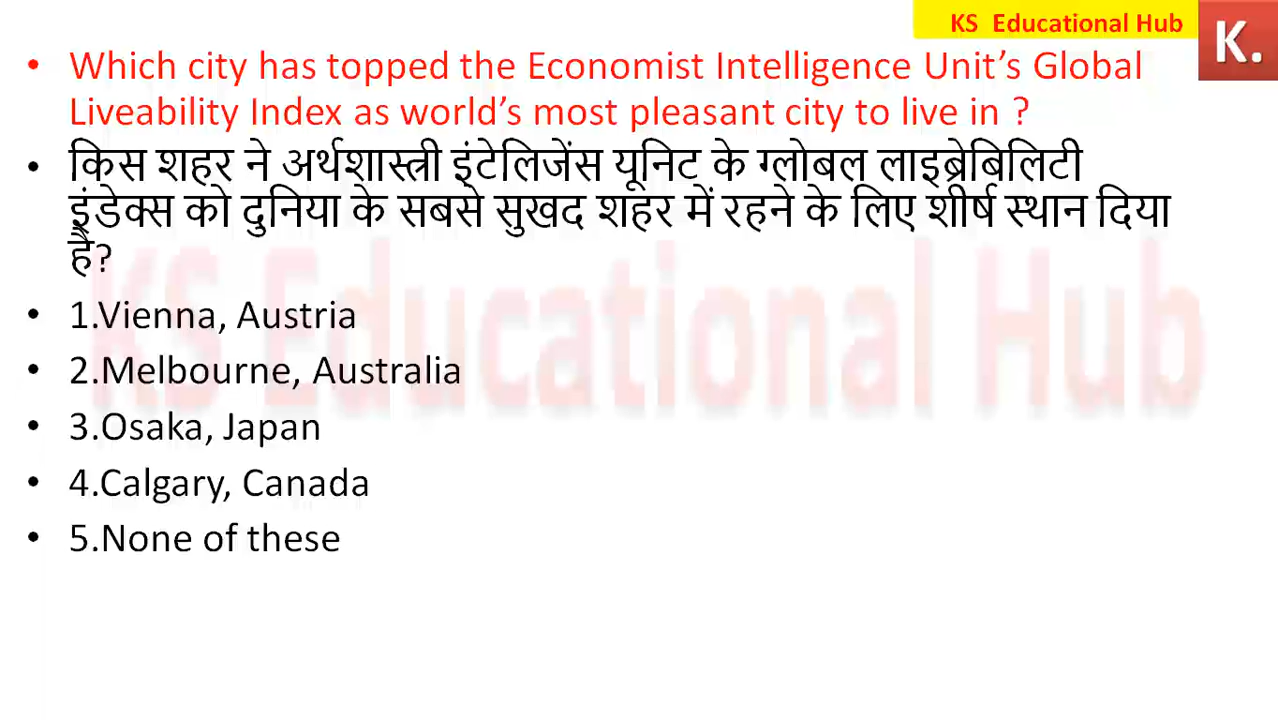 KS Educational Hub
K.
• Which city has topped the Economist Intelligence Unit’s Global
Liveability Index as world’s most pleasant city to live in ?
• किस शहर ने अर्थशास्त्री इंटेलिजेंस यूनिट के ग्लोबल लाइब्रेबिलिटी
इंडेक्स को दुनिया के सबसे सुखद शहर में रहने के लिए शीर्ष स्थान दिया
है?
• 1.Vienna, Austria
• 2.Melbourne, Australia
• 3.Osaka, Japan
• 4.Calgary, Canada
• 5.None of these
KS Educational Hub